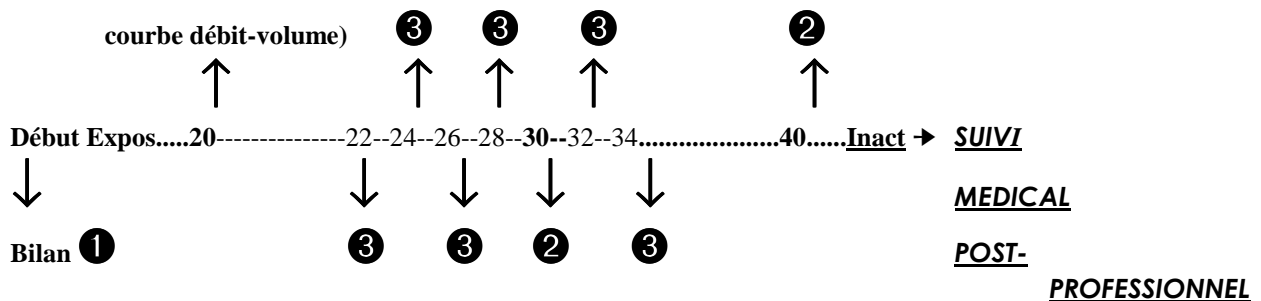 courbe débit-volume) ❸ ❸ ❸ ❷
Début Expos.....20---------------22--24--26--28--30--32--34.....................40......Inact → SUIVI
MEDICAL
Bilan ❶ ❸ ❸ ❷ ❸ POST-
PROFESSIONNEL